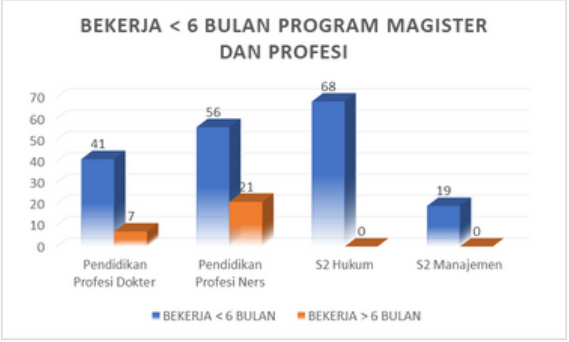 BEKERJA < 6 BULAN PROGRAM MAGISTER
DAN PROFESI
70
60
50
40
30
20
10
0
41
7
56
21
68
0
19
0
Pendidikan
Profesi Dokter
Pendidikan
Profesi Ners
S2 Hukum
S2 Manajemen
BEKERJA < 6 BULAN
BEKERJA > 6 BULAN